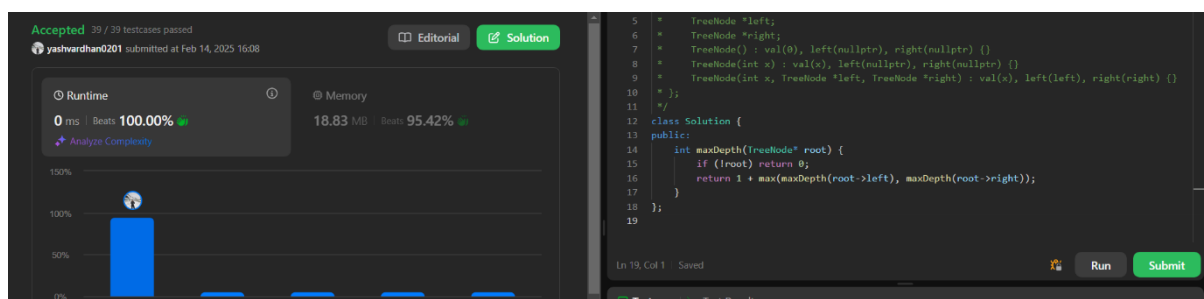 Accepted 39 / 39 testcases passed
yashvardhan0201 submitted at Feb 14, 2025 16:08
Editorial
Solution
Runtime
0 ms Beats 100.00%
Analyze Complexity
Memory
18.83 MB Beats 95.42%
150%
100%
50%
0%
5 * TreeNode *left;
6 * TreeNode *right;
7 * TreeNode() : val(0), left(nullptr), right(nullptr) {}
8 * TreeNode(int x) : val(x), left(nullptr), right(nullptr) {}
9 * TreeNode(int x, TreeNode *left, TreeNode *right) : val(x), left(left), right(right) {}
10 * };
11 */
12 class Solution {
13 public:
14 int maxDepth(TreeNode* root) {
15 if (!root) return 0;
16 return 1 + max(maxDepth(root->left), maxDepth(root->right));
17 }
18 };
19
Ln 19, Col 1 Saved
Run
Submit